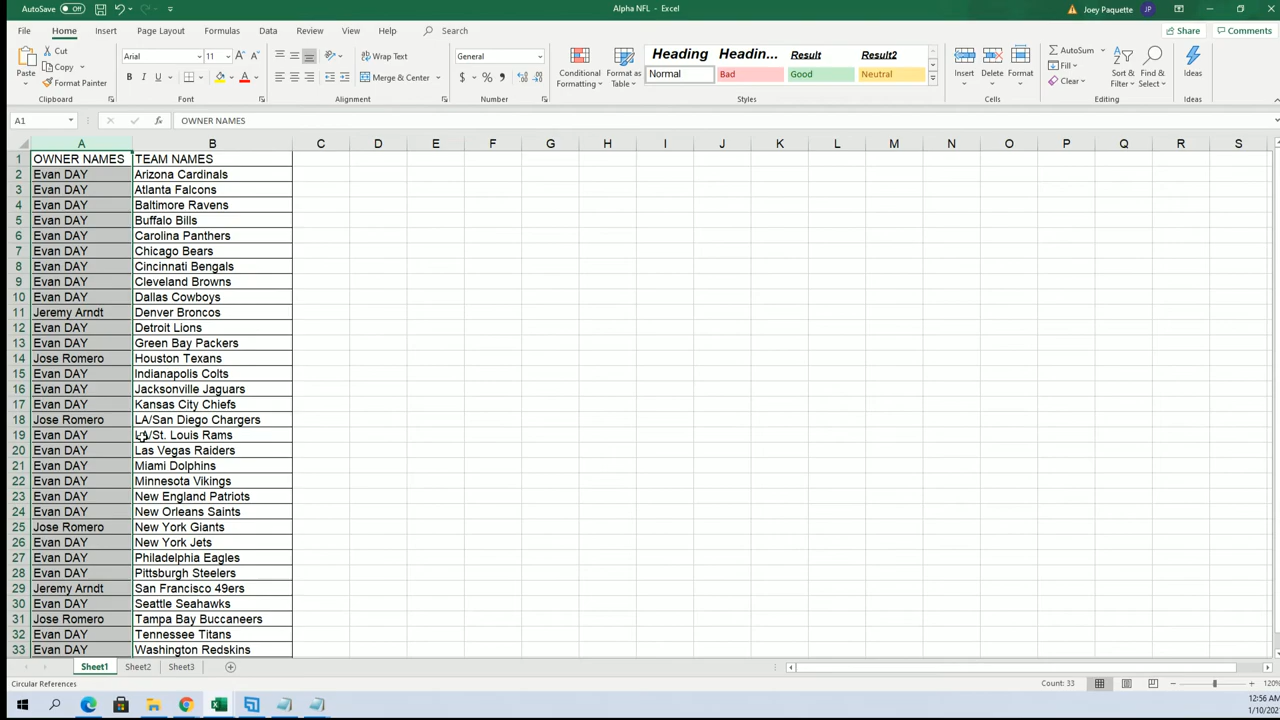 AutoSave Off Alpha NFL - Excel Joey Paquette JP
File Home Insert Page Layout Formulas Data Review View Help Search Share Comments
Paste Cut Copy Clipboard
Arial 11 B I U A Font
Wrap Text Merge & Center Alignment
General $ % Number
Conditional Formatting Format as Table
Heading Headin... Result Result2
Normal Bad Good Neutral
Styles
Insert Delete Format Cells
AutoSum Fill Clear Sort & Filter Find & Select Editing
Ideas Ideas
A1 fx OWNER NAMES
A B C D E F G H I J K L M N O P Q R S
1 OWNER NAMES TEAM NAMES
2 Evan DAY Arizona Cardinals
3 Evan DAY Atlanta Falcons
4 Evan DAY Baltimore Ravens
5 Evan DAY Buffalo Bills
6 Evan DAY Carolina Panthers
7 Evan DAY Chicago Bears
8 Evan DAY Cincinnati Bengals
9 Evan DAY Cleveland Browns
10 Evan DAY Dallas Cowboys
11 Jeremy Arndt Denver Broncos
12 Evan DAY Detroit Lions
13 Evan DAY Green Bay Packers
14 Jose Romero Houston Texans
15 Evan DAY Indianapolis Colts
16 Evan DAY Jacksonville Jaguars
17 Evan DAY Kansas City Chiefs
18 Jose Romero LA/San Diego Chargers
19 Evan DAY LA/St. Louis Rams
20 Evan DAY Las Vegas Raiders
21 Evan DAY Miami Dolphins
22 Evan DAY Minnesota Vikings
23 Evan DAY New England Patriots
24 Evan DAY New Orleans Saints
25 Jose Romero New York Giants
26 Evan DAY New York Jets
27 Evan DAY Philadelphia Eagles
28 Evan DAY Pittsburgh Steelers
29 Jeremy Arndt San Francisco 49ers
30 Evan DAY Seattle Seahawks
31 Jose Romero Tampa Bay Buccaneers
32 Evan DAY Tennessee Titans
33 Evan DAY Washington Redskins
Sheet1 Sheet2 Sheet3
Circular References Count: 33 120%
12:56 AM
1/10/202